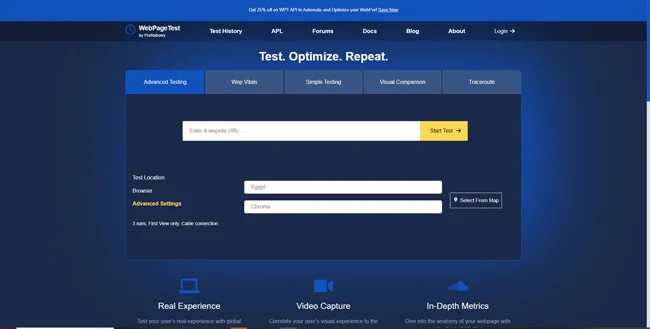 Get 25% off on WPT API to Automate and Optimize your WebPerf Save Now
WebPageTest
by PreNabowy
Test History
APL
Forums
Docs
Blog
About
Login
Test. Optimize. Repeat.
Advanced Testing
Wep Vitals
Simple Testing
Visual Comparison
Traceroute
Enter A wepsite URL...
Start Test
Test Location
Egypt
Browser
Chrome
Select From Map
Advanced Settings
3 runs, First View only, Cable connection
Real Experience
Video Capture
In-Depth Metrics
Test your user's real experience with global
Correlate your user's visual experience to the
Dive into the anatomy of your webpage with